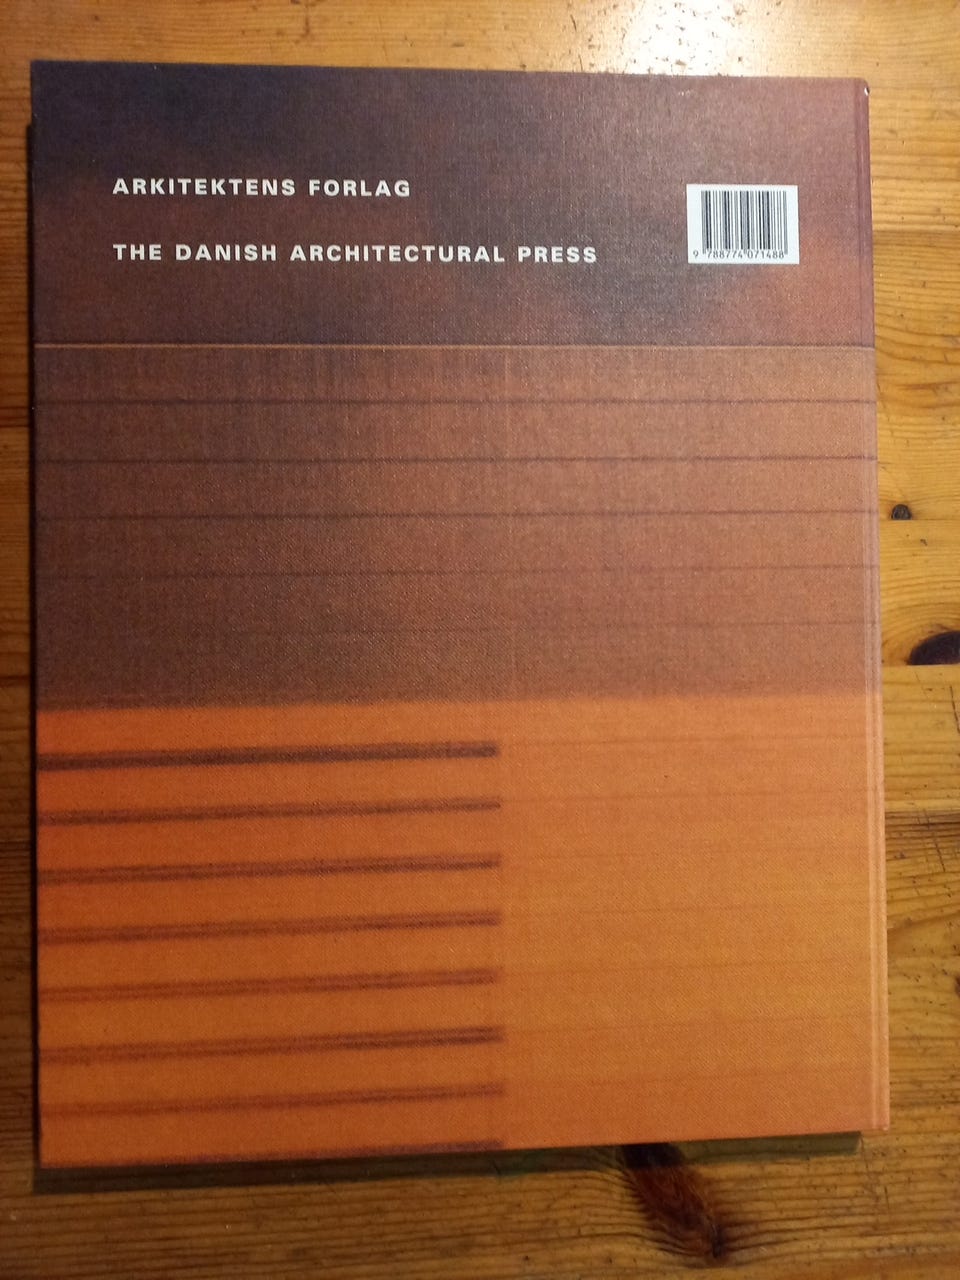 ARKITEKTENS FORLAG
THE DANISH ARCHITECTURAL PRESS
9 788774 071488